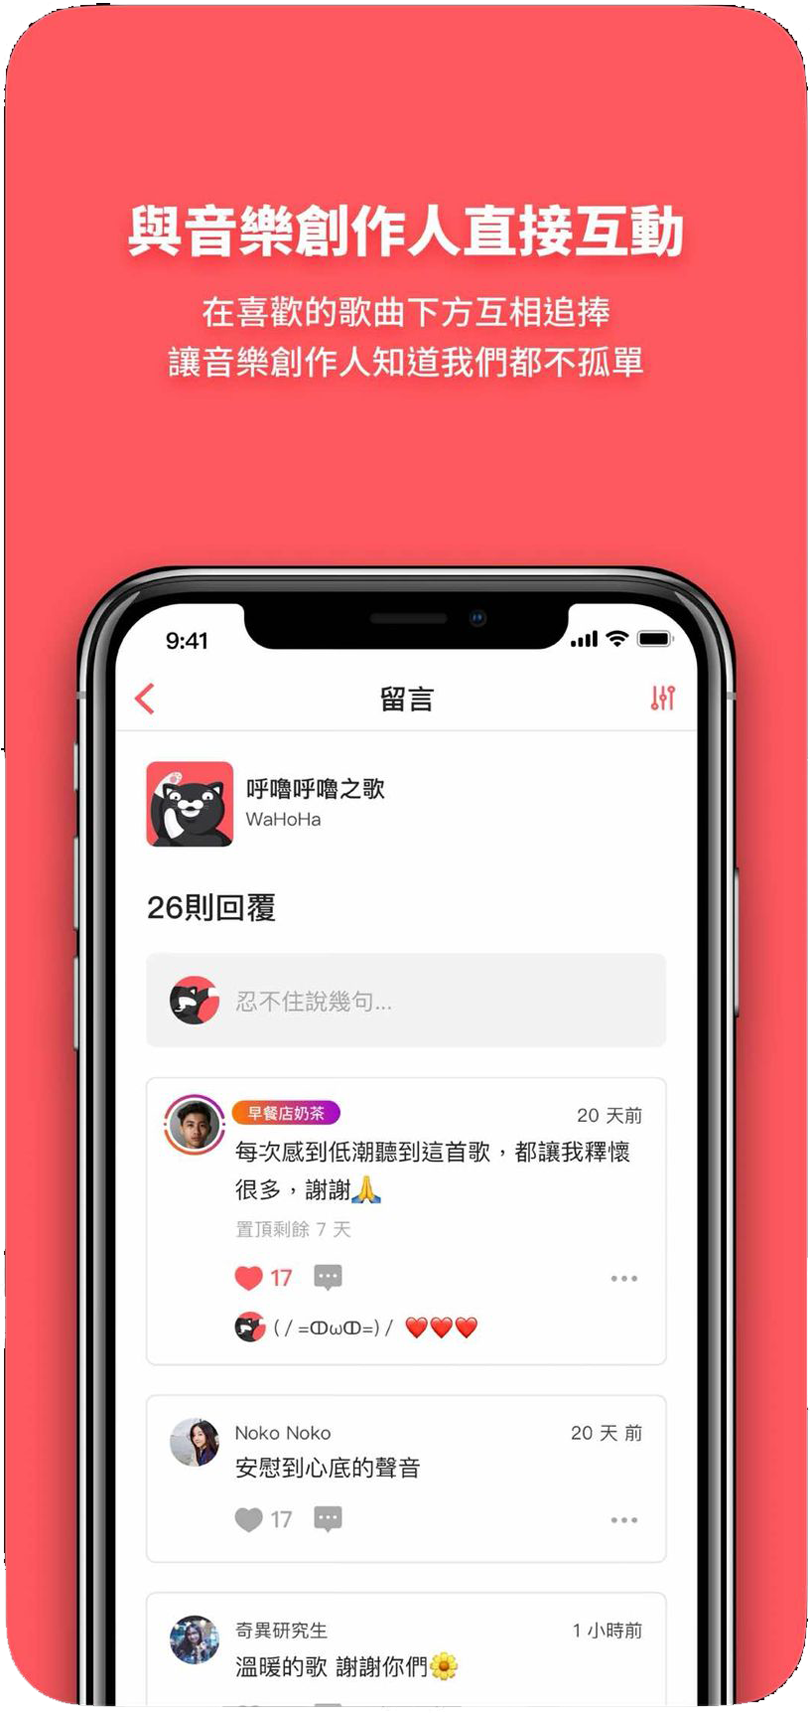 與音樂創作人直接互動
在喜歡的歌曲下方互相追捧
讓音樂創作人知道我們都不孤單
9:41
留言
呼嚕呼嚕之歌
WaHoHa
26則回覆
忍不住說幾句...
早餐店奶茶
20 天前
每次感到低潮聽到這首歌，都讓我釋懷
很多，謝謝🙏
置頂剩餘 7 天
17
( / =ↀωↀ=) / ❤️❤️❤️
Noko Noko
20 天 前
安慰到心底的聲音
17
奇異研究生
1 小時前
溫暖的歌 謝謝你們🌼